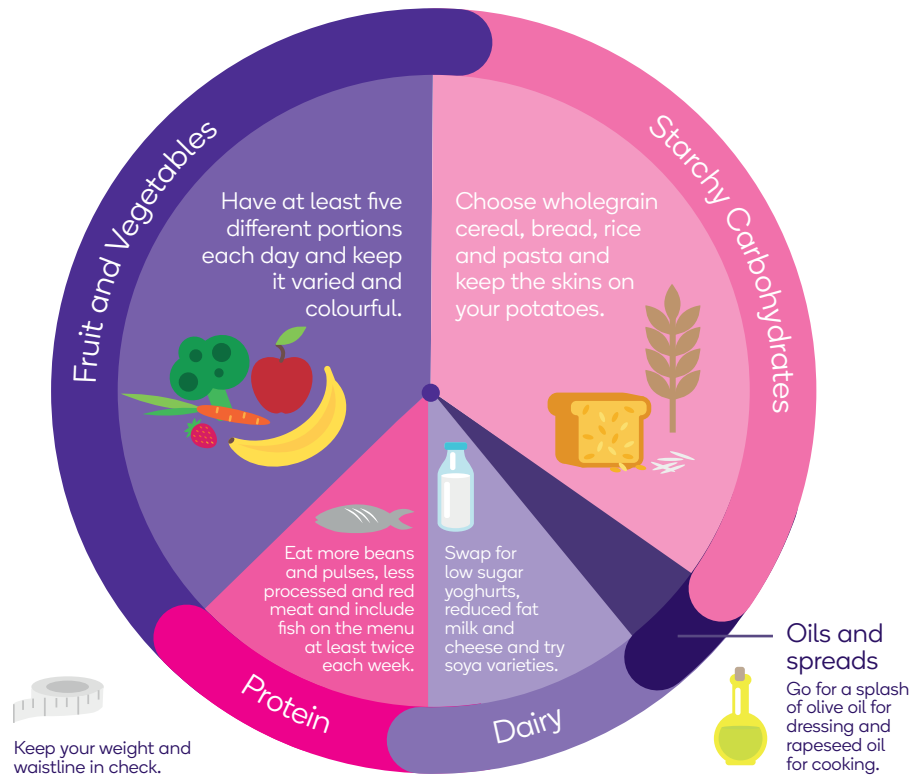 Fruit and Vegetables
Have at least five
different portions
each day and keep
it varied and
colourful.
Starchy Carbohydrates
Choose wholegrain
cereal, bread, rice
and pasta and
keep the skins on
your potatoes.
Eat more beans
and pulses, less
processed and red
meat and include
fish on the menu
at least twice
each week.
Protein
Swap for
low sugar
yoghurts,
reduced fat
milk and
cheese and try
soya varieties.
Dairy
Oils and
spreads
Go for a splash
of olive oil for
dressing and
rapeseed oil
for cooking.
Keep your weight and
waistline in check.